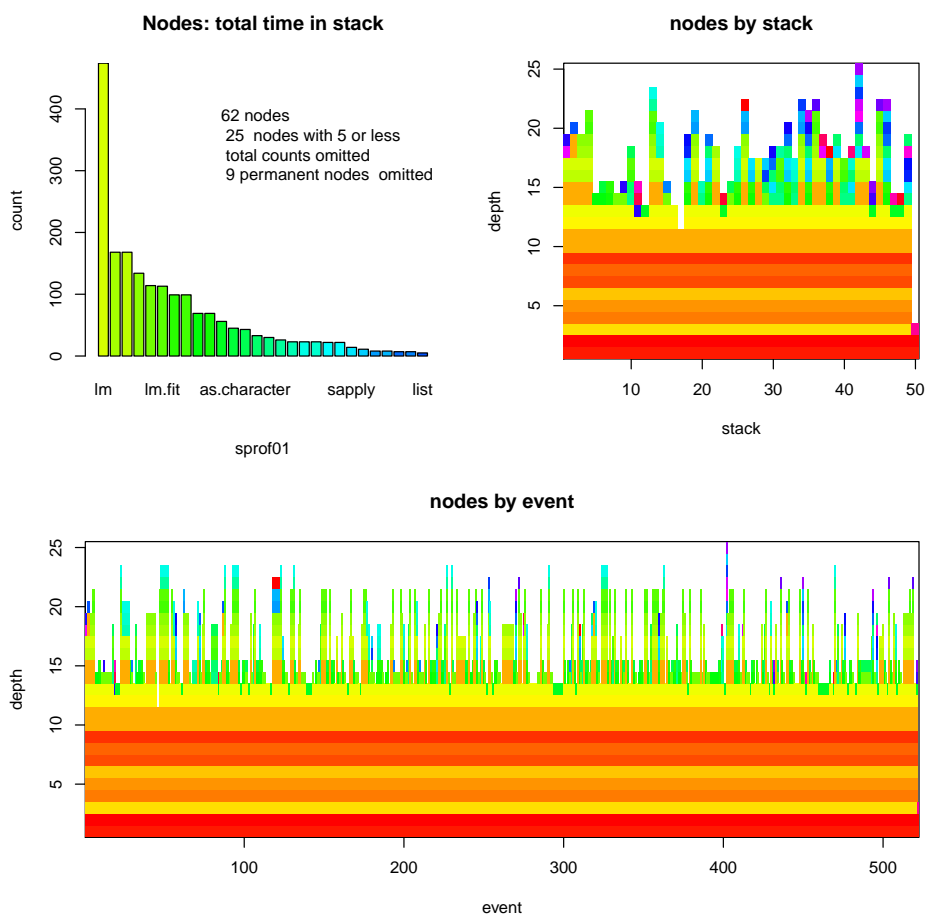 Nodes: total time in stack
count
0
100
200
300
400
62 nodes
25 nodes with 5 or less
total counts omitted
9 permanent nodes omitted
lm
lm.fit
as.character
sapply
list
sprof01
nodes by stack
depth
5
10
15
20
25
10
20
30
40
50
stack
nodes by event
depth
5
10
15
20
25
100
200
300
400
500
event